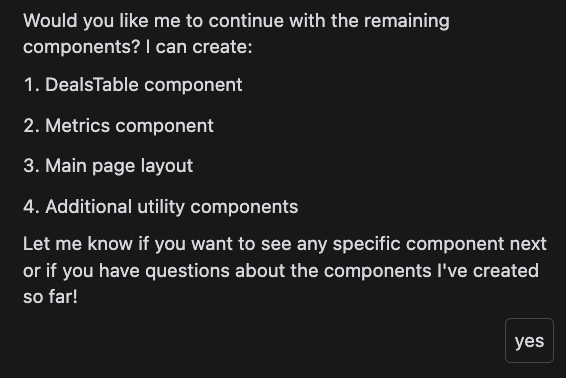 Would you like me to continue with the remaining
components? I can create:
1. DealsTable component
2. Metrics component
3. Main page layout
4. Additional utility components
Let me know if you want to see any specific component next
or if you have questions about the components I've created
so far!
yes